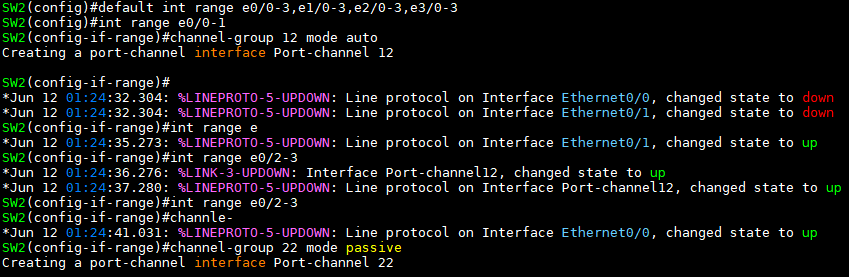 SW2(config)#default int range e0/0-3,e1/0-3,e2/0-3,e3/0-3
SW2(config)#int range e0/0-1
SW2(config-if-range)#channel-group 12 mode auto
Creating a port-channel interface Port-channel 12
SW2(config-if-range)#
*Jun 12 01:24:32.304: %LINEPROTO-5-UPDOWN: Line protocol on Interface Ethernet0/0, changed state to down
*Jun 12 01:24:32.304: %LINEPROTO-5-UPDOWN: Line protocol on Interface Ethernet0/1, changed state to down
SW2(config-if-range)#int range e
*Jun 12 01:24:35.273: %LINEPROTO-5-UPDOWN: Line protocol on Interface Ethernet0/1, changed state to up
SW2(config-if-range)#int range e0/2-3
*Jun 12 01:24:36.276: %LINK-3-UPDOWN: Interface Port-channel12, changed state to up
*Jun 12 01:24:37.280: %LINEPROTO-5-UPDOWN: Line protocol on Interface Port-channel12, changed state to up
SW2(config-if-range)#int range e0/2-3
SW2(config-if-range)#channle-
*Jun 12 01:24:41.031: %LINEPROTO-5-UPDOWN: Line protocol on Interface Ethernet0/0, changed state to up
SW2(config-if-range)#channel-group 22 mode passive
Creating a port-channel interface Port-channel 22